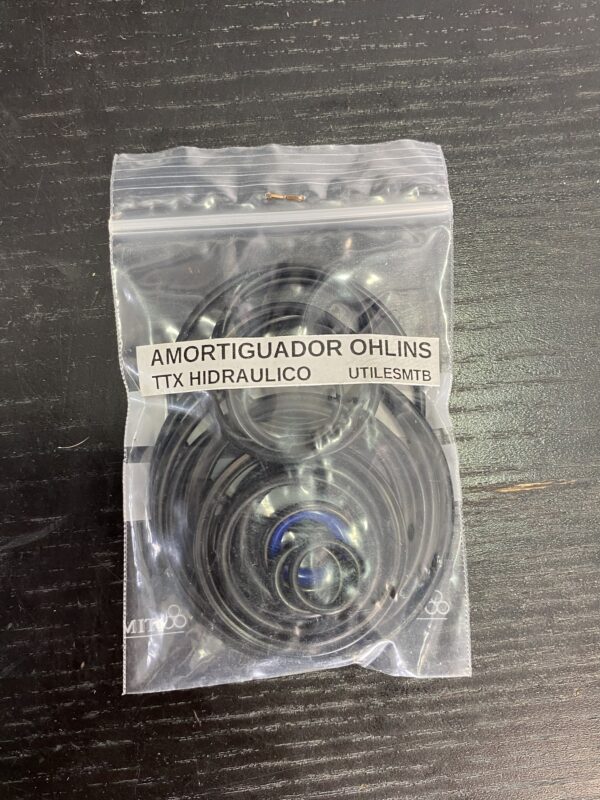 AMORTIGUADOR OHLINS
TTX HIDRAULICO UTILESMTB